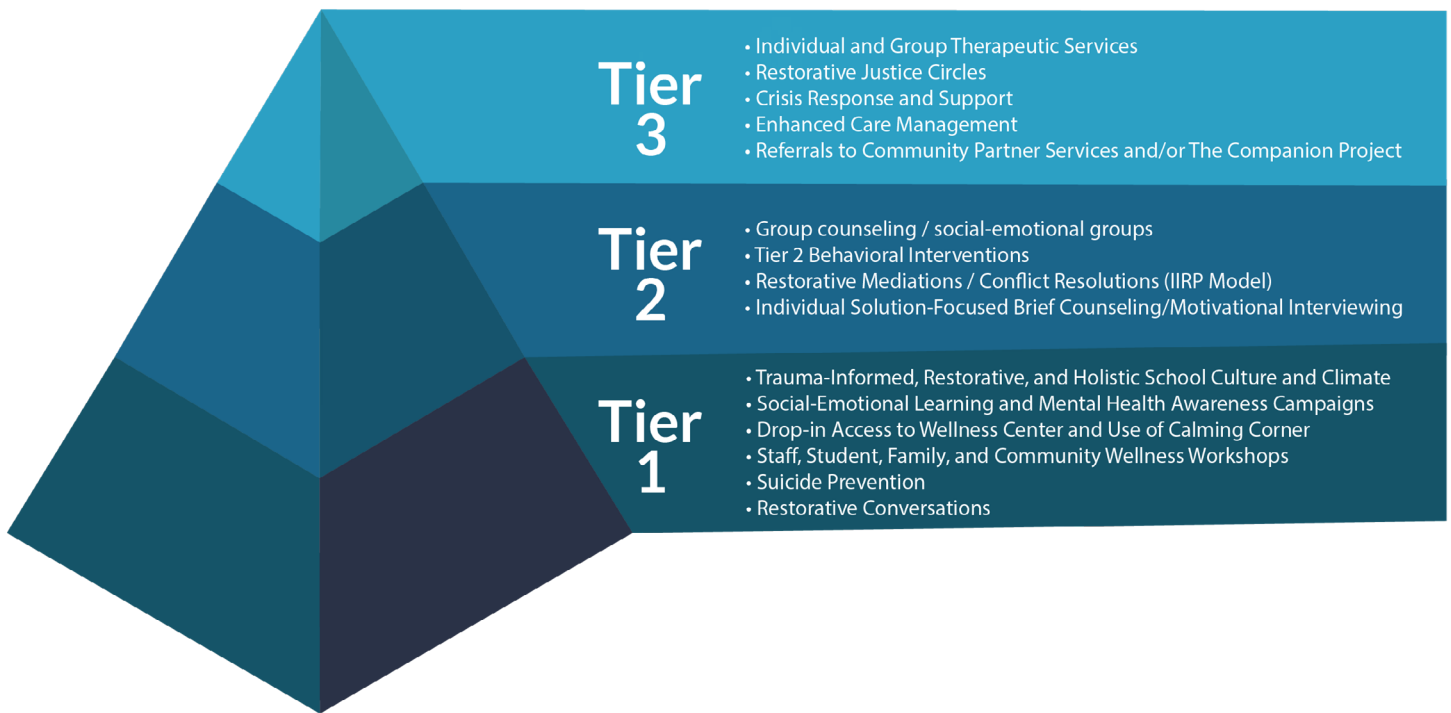 Tier
3
• Individual and Group Therapeutic Services
• Restorative Justice Circles
• Crisis Response and Support
• Enhanced Care Management
• Referrals to Community Partner Services and/or The Companion Project
Tier
2
• Group counseling / social-emotional groups
• Tier 2 Behavioral Interventions
• Restorative Mediations / Conflict Resolutions (IIRP Model)
• Individual Solution-Focused Brief Counseling/Motivational Interviewing
Tier
1
• Trauma-Informed, Restorative, and Holistic School Culture and Climate
• Social-Emotional Learning and Mental Health Awareness Campaigns
• Drop-in Access to Wellness Center and Use of Calming Corner
• Staff, Student, Family, and Community Wellness Workshops
• Suicide Prevention
• Restorative Conversations